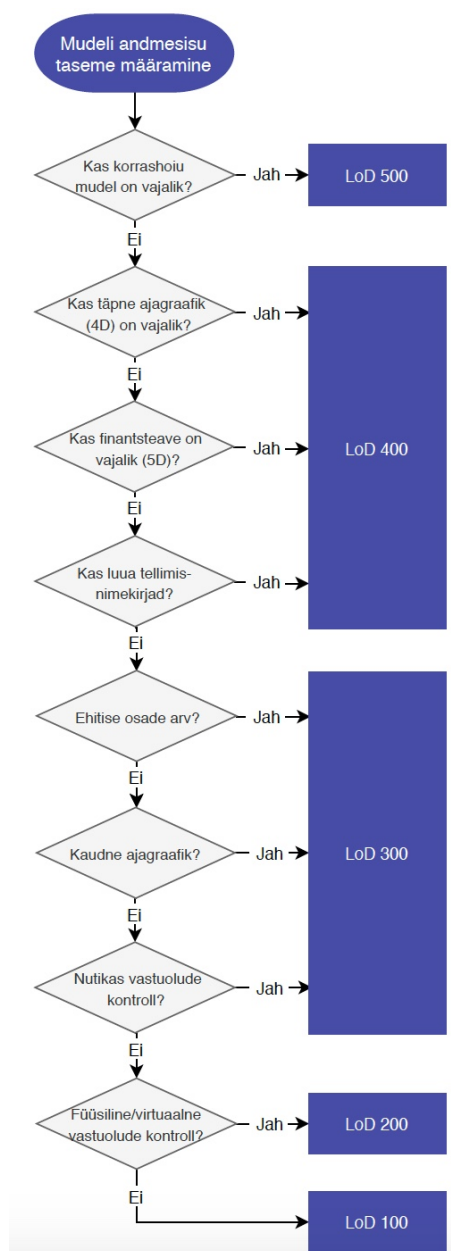 Mudeli andmesisu
taseme määramine
Kas korrashoiu
mudel on vajalik?
Jah
LoD 500
Ei
Kas täpne ajagraafik
(4D) on vajalik?
Jah
Ei
Kas finantsteave on
vajalik (5D)?
Jah
LoD 400
Ei
Kas luua tellimis-
nimekirjad?
Jah
Ei
Ehitise osade arv?
Jah
Ei
Kaudne ajagraafik?
Jah
LoD 300
Ei
Nutikas vastuolude
kontroll?
Jah
Ei
Füüsiline/virtuaalne
vastuolude kontroll?
Jah
LoD 200
Ei
LoD 100